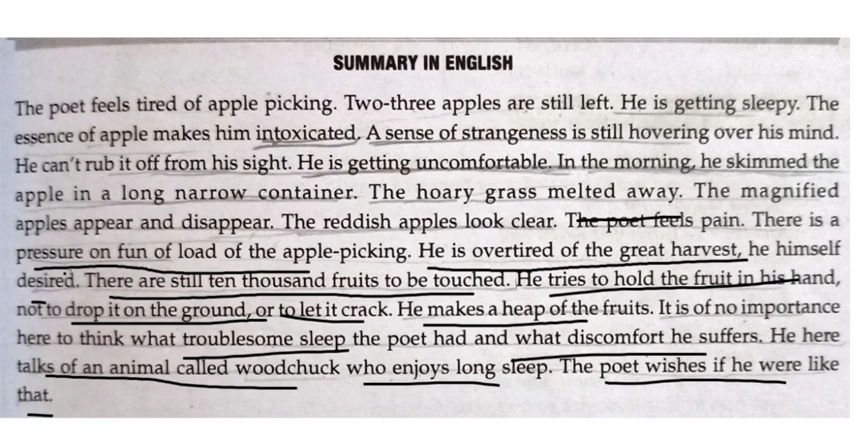 SUMMARY IN ENGLISH
The poet feels tired of apple picking. Two-three apples are still left. He is getting sleepy. The
essence of apple makes him intoxicated. A sense of strangeness is still hovering over his mind.
He can't rub it off from his sight. He is getting uncomfortable. In the morning, he skimmed the
apple in a long narrow container. The hoary grass melted away. The magnified
apples appear and disappear. The reddish apples look clear. The poet feels pain. There is a
pressure on fun of load of the apple-picking. He is overtired of the great harvest, he himself
desired. There are still ten thousand fruits to be touched. He tries to hold the fruit in his hand,
not to drop it on the ground, or to let it crack. He makes a heap of the fruits. It is of no importance
here to think what troublesome sleep the poet had and what discomfort he suffers. He here
talks of an animal called woodchuck who enjoys long sleep. The poet wishes if he were like
that.